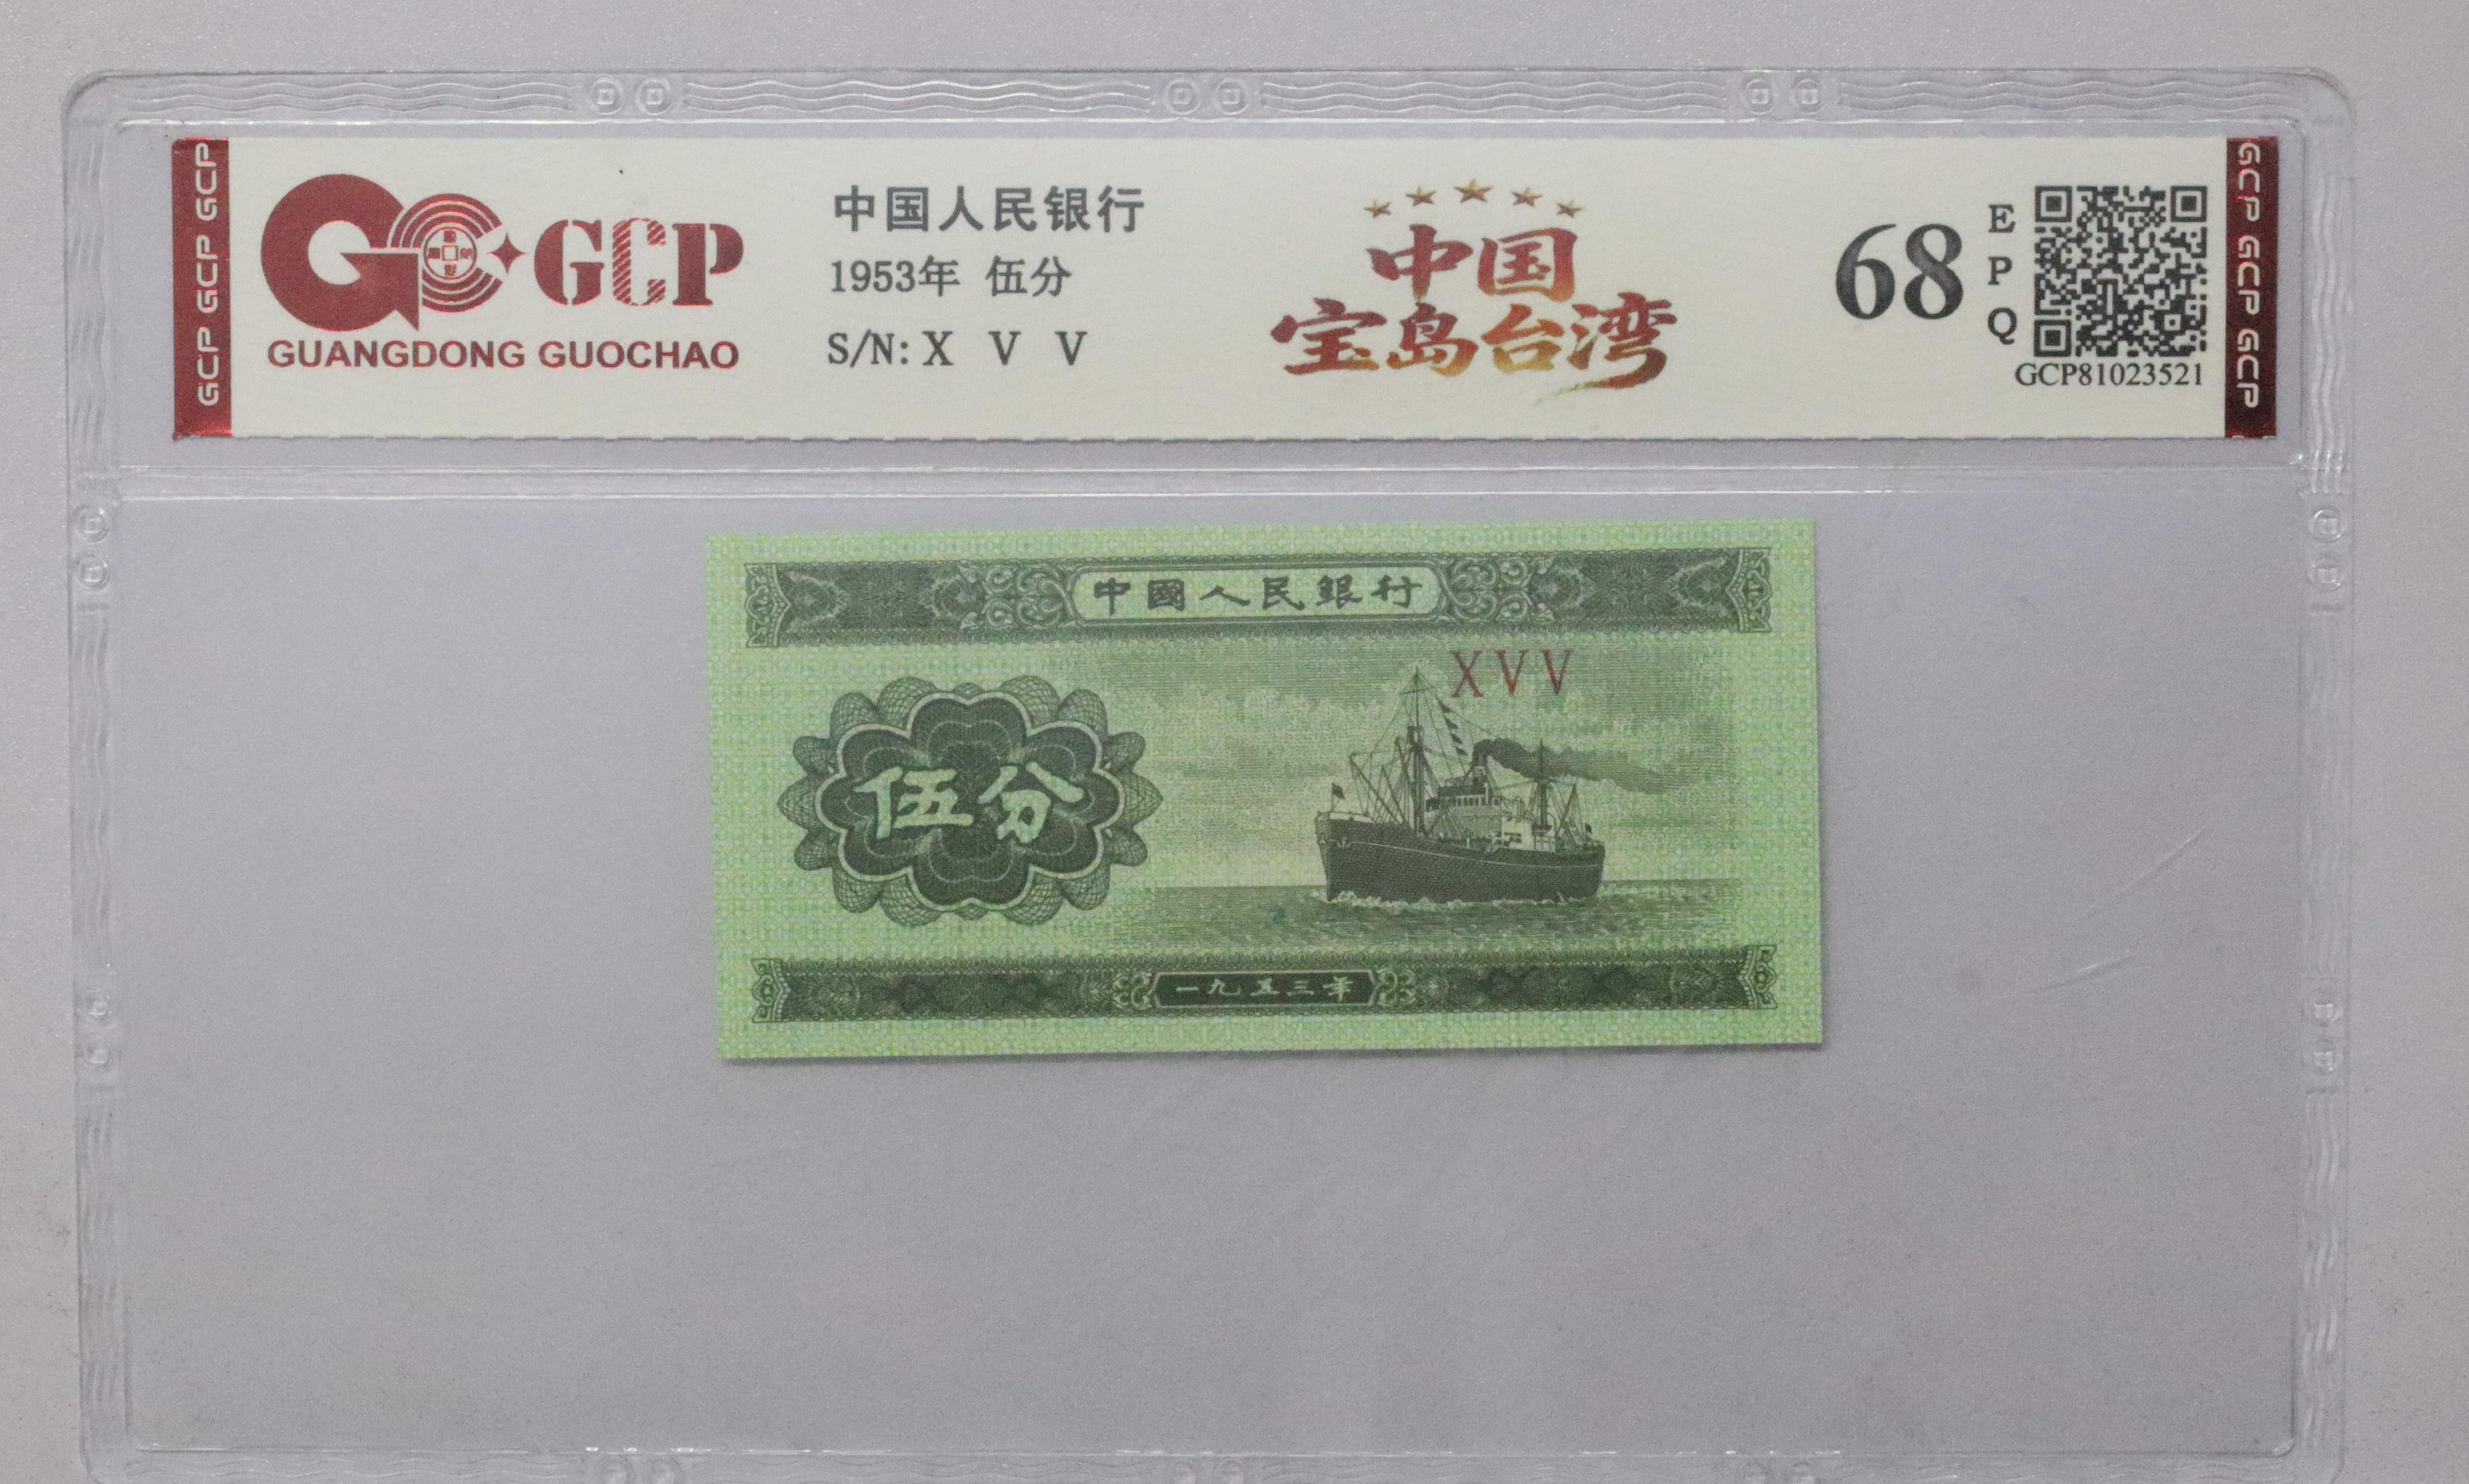 GCP GCP GCP
GCP
GUANGDONG GUOCHAO
中国人民银行
1953年 伍分
S/N: X V V
中国
宝岛台湾
68
E
P
Q
GCP81023521
GCP GCP GCP
中國人民銀行
XVV
伍分
一九五三年